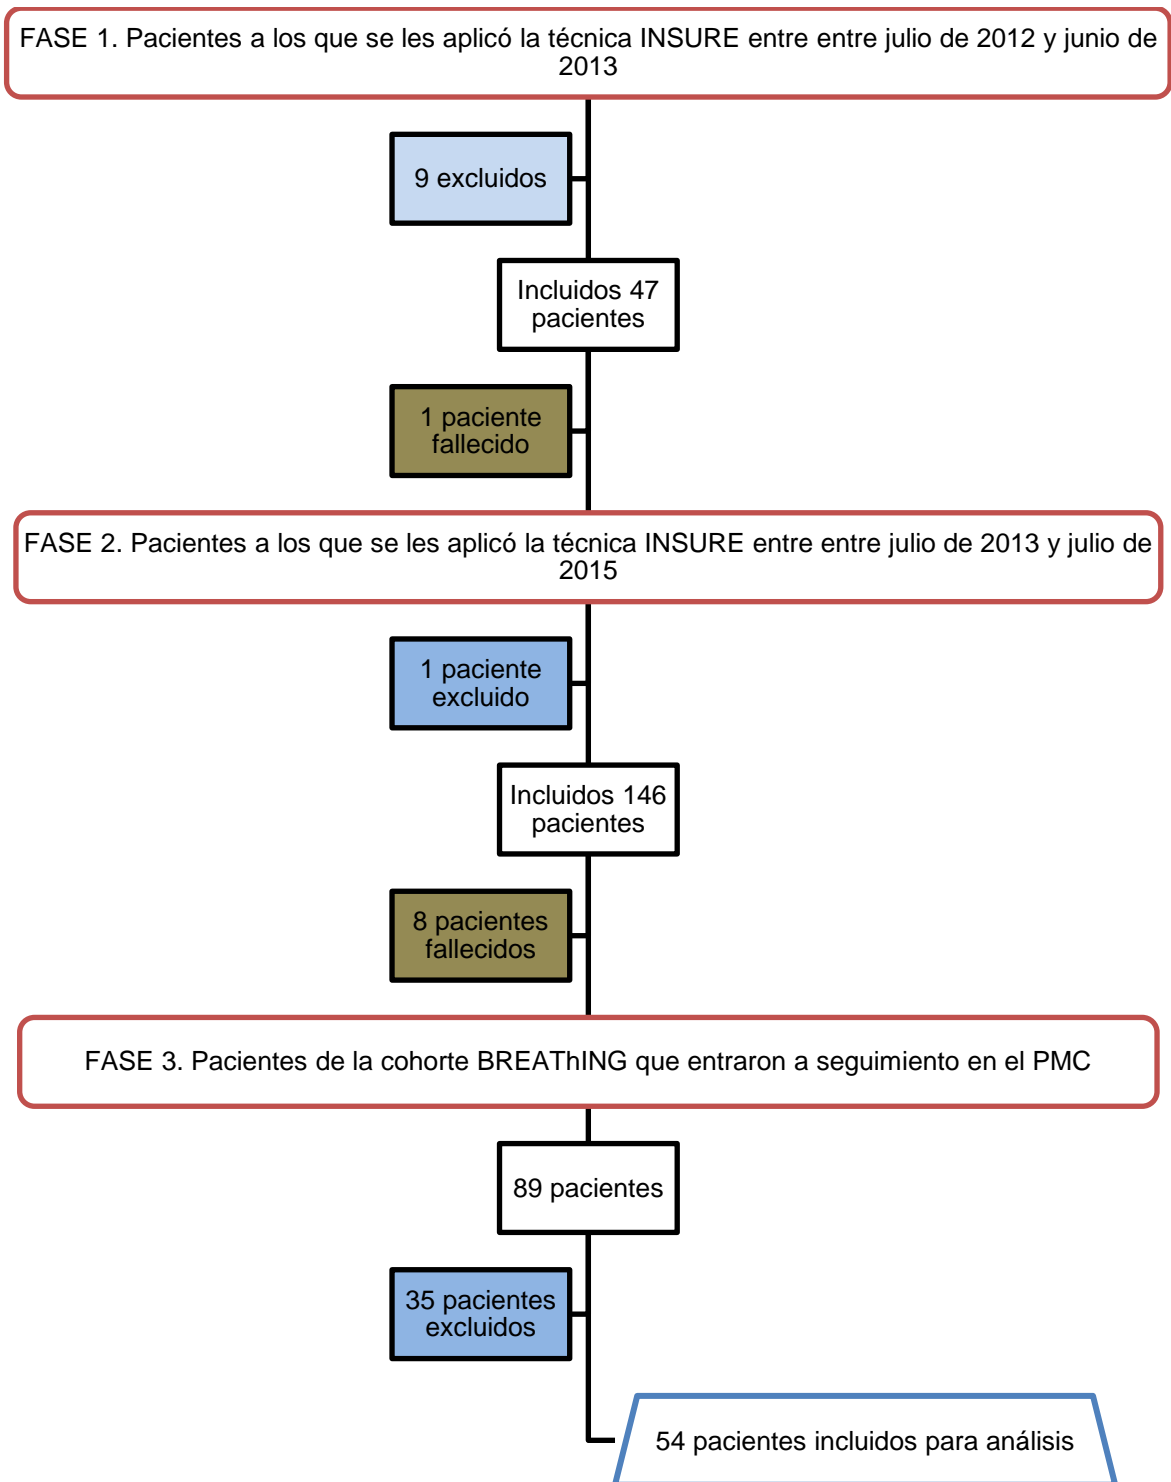 FASE 1. Pacientes a los que se les aplicó la técnica INSURE entre entre julio de 2012 y junio de
2013
9 excluidos
Incluidos 47
pacientes
1 paciente
fallecido
FASE 2. Pacientes a los que se les aplicó la técnica INSURE entre entre julio de 2013 y julio de
2015
1 paciente
excluido
Incluidos 146
pacientes
8 pacientes
fallecidos
FASE 3. Pacientes de la cohorte BREAThING que entraron a seguimiento en el PMC
89 pacientes
35 pacientes
excluidos
54 pacientes incluidos para análisis